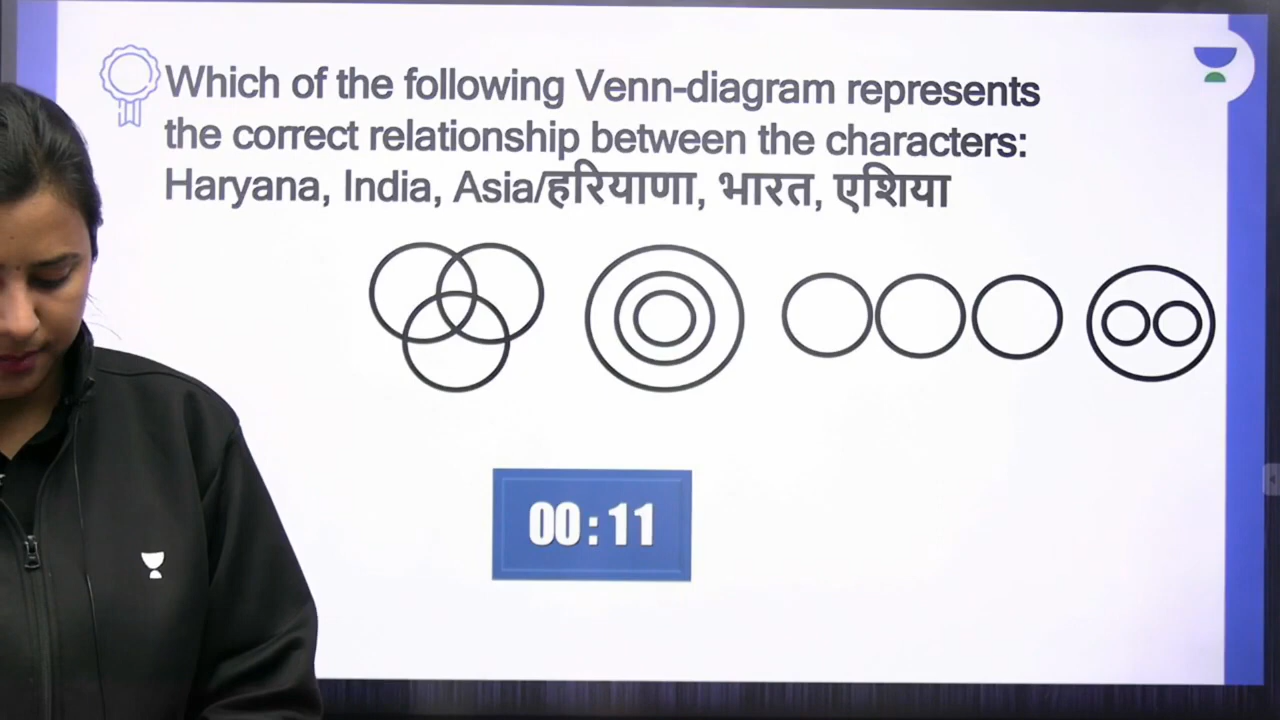 Which of the following Venn-diagram represents
the correct relationship between the characters:
Haryana, India, Asia/हरियाणा, भारत, एशिया
00:11